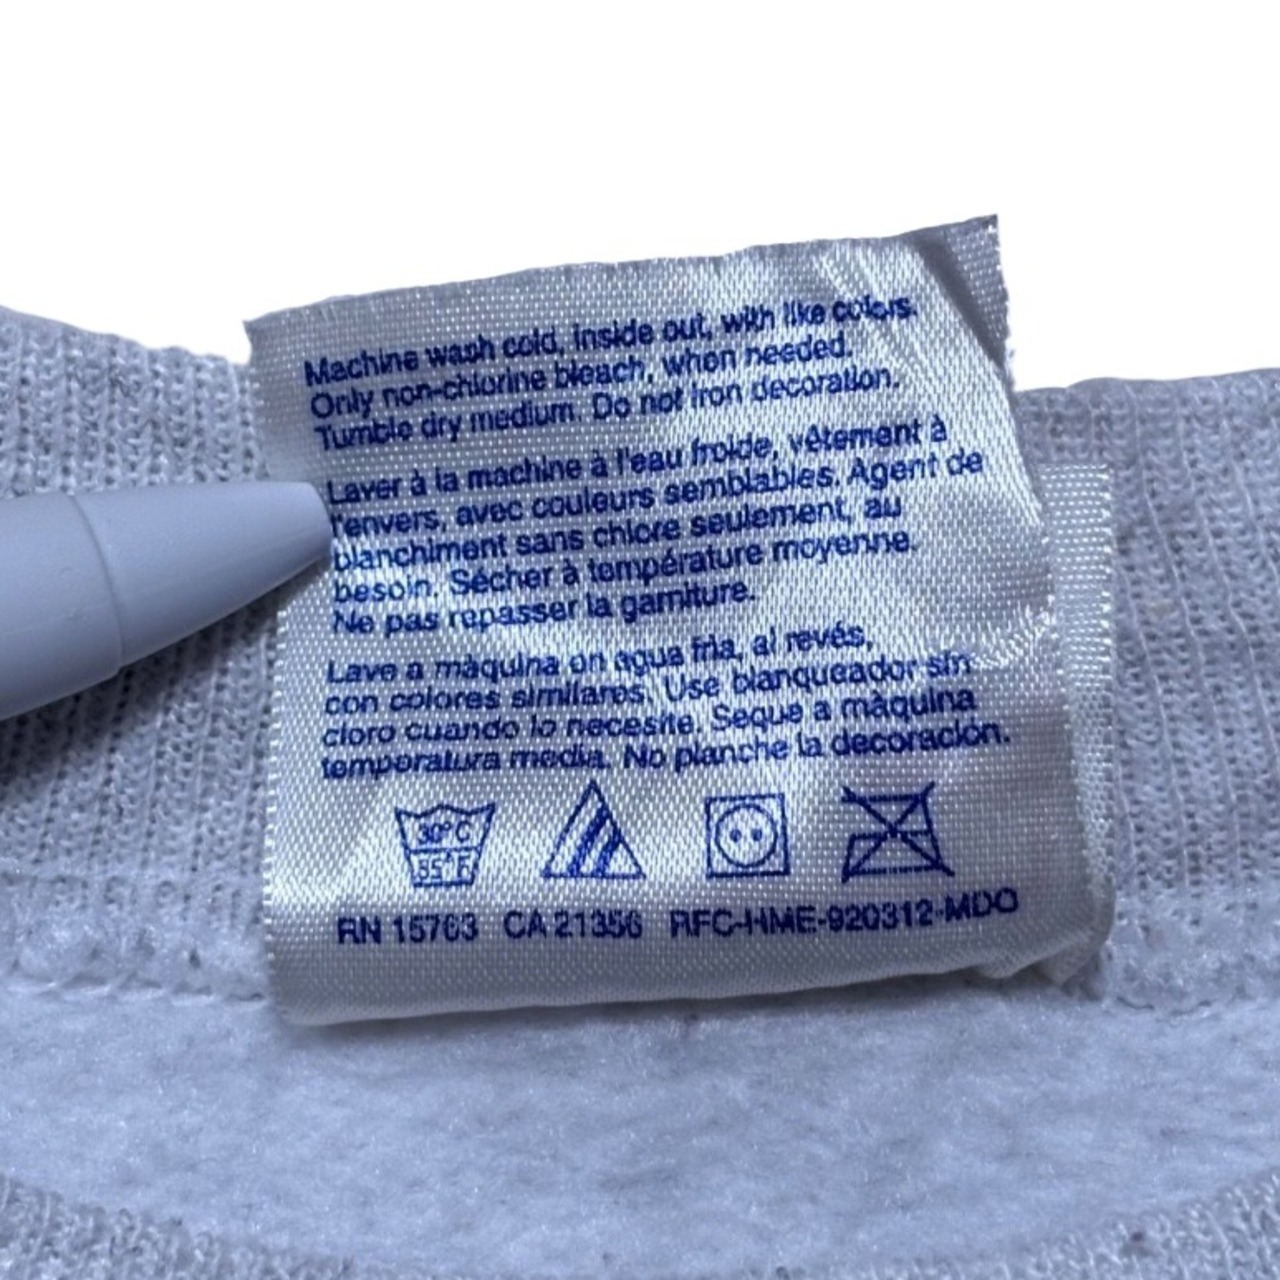 Machine wash cold, inside out, with like colors.
Only non-chlorine bleach, when needed.
Tumble dry medium. Do not iron decoration.
Laver à la machine à l'eau froide, vêtement à
l'envers, avec couleurs semblables. Agent de
blanchiment sans chlore seulement, au
besoin. Sécher à température moyenne.
Ne pas repasser la garniture.
Lave a màquina en agua fria, al revés,
con colores similares. Use blanqueador sin
cloro cuando lo necesite. Seque a màquina
temperatura media. No planche la decoración.
30°C
85°F
RN 15763 CA 21356 RFC-HME-920312-MDO